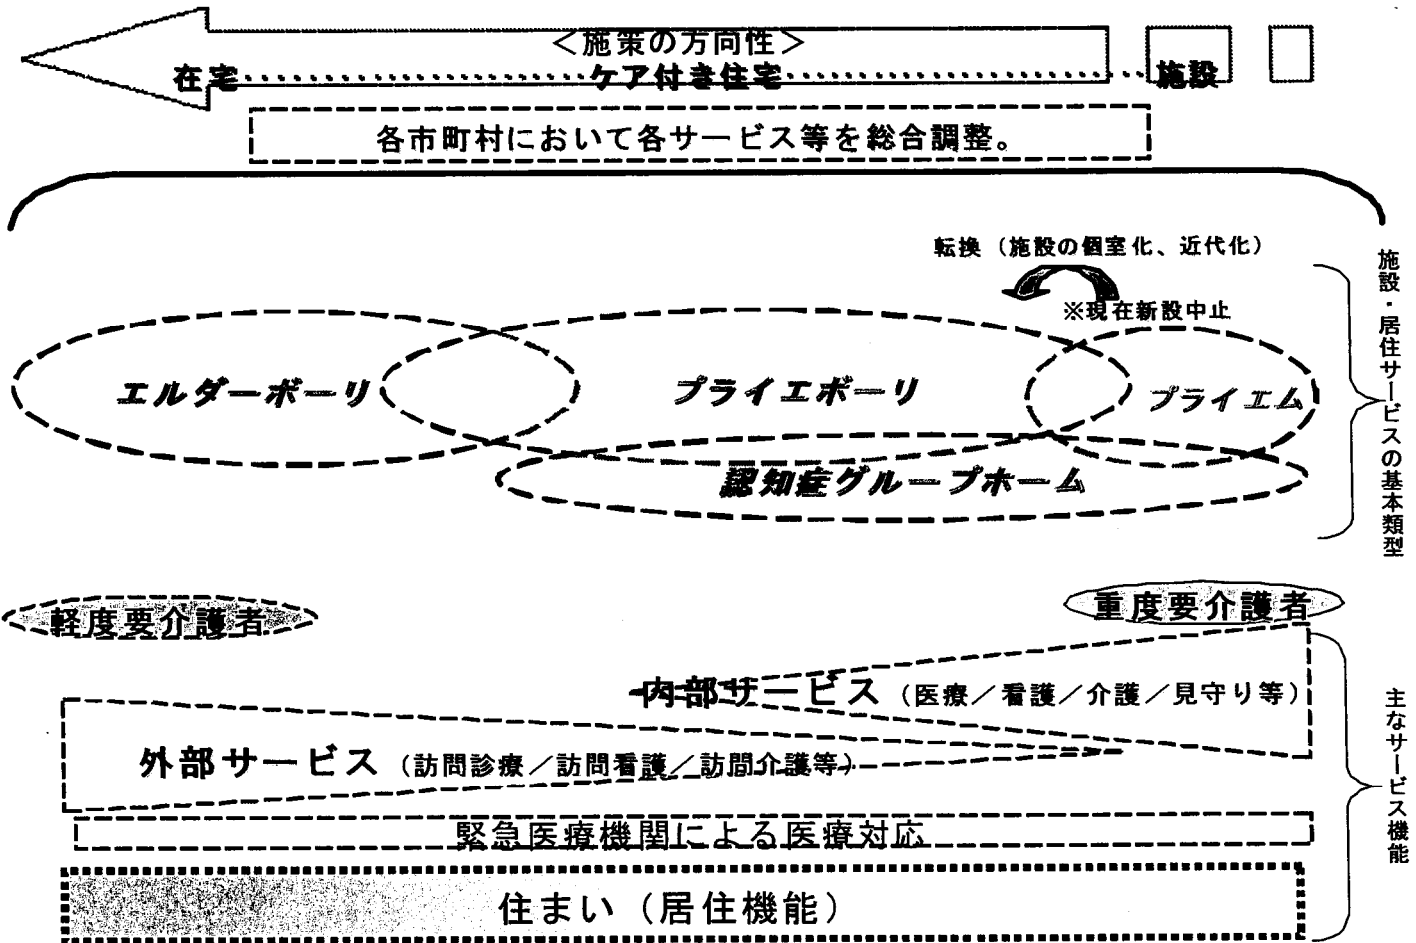 ＜施策の方向性＞
在宅・・・・・・・・・・・・・・・・・・ケア付き住宅・・・・・・・・・・・・・・・・・・施設
各市町村において各サービス等を総合調整。
転換（施設の個室化、近代化）
※現在新設中止
エルダーボーリ
プライエボーリ
プライエム
認知症グループホーム
施設・居住サービスの基本類型
軽度要介護者
重度要介護者
内部サービス（医療／看護／介護／見守り等）
外部サービス（訪問診療／訪問看護／訪問介護等）
緊急医療機関による医療対応
住まい（居住機能）
主なサービス機能